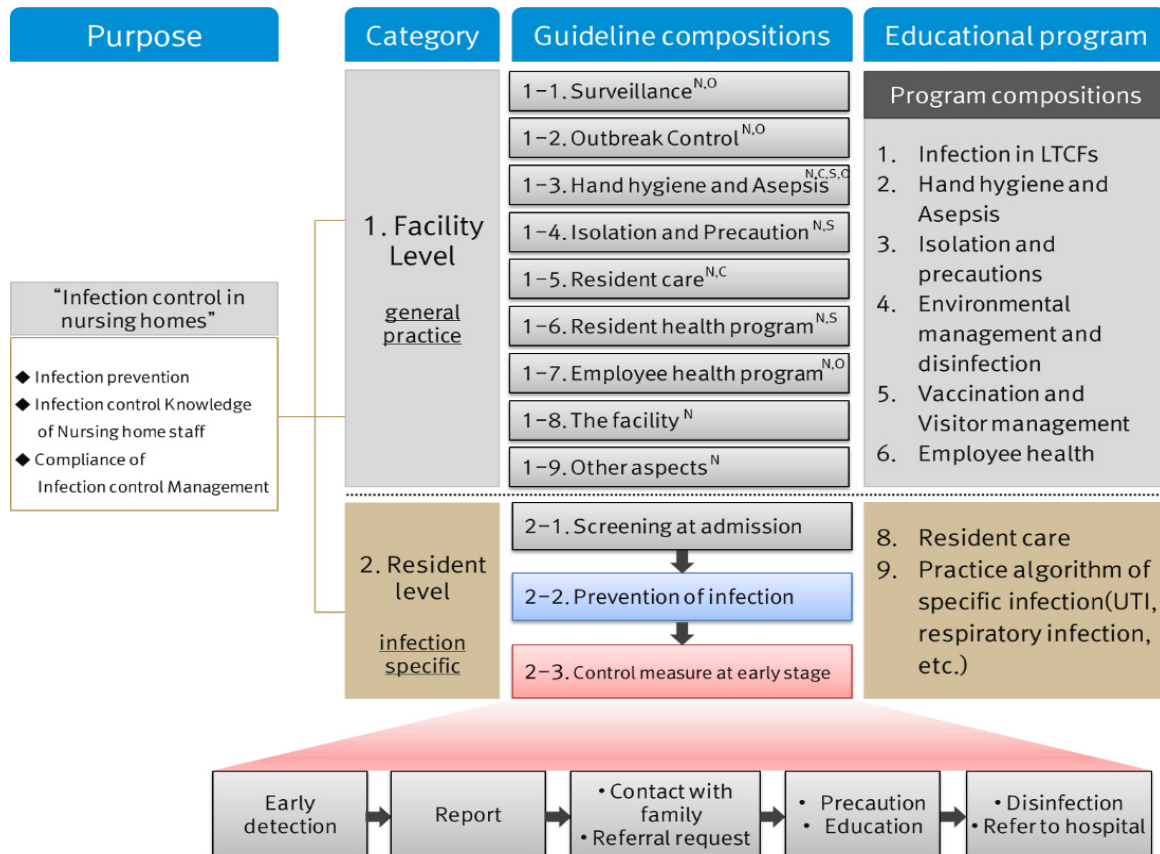 Purpose
Category
Guideline compositions
Educational program
"Infection control in
nursing homes"
◆ Infection prevention
◆ Infection control Knowledge
of Nursing home staff
◆ Compliance of
Infection control Management
1. Facility
Level
general
practice
1-1. Surveillance N,O
1-2. Outbreak Control N,O
1-3. Hand hygiene and Asepsis N,C,S,O
1-4. Isolation and Precaution N,S
1-5. Resident care N,C
1-6. Resident health program N,S
1-7. Employee health program N,O
1-8. The facility N
1-9. Other aspects N
Program compositions
1. Infection in LTCFs
2. Hand hygiene and
Asepsis
3. Isolation and
precautions
4. Environmental
management and
disinfection
5. Vaccination and
Visitor management
6. Employee health
2. Resident
level
infection
specific
2-1. Screening at admission
2-2. Prevention of infection
2-3. Control measure at early stage
8. Resident care
9. Practice algorithm of
specific infection(UTI,
respiratory infection,
etc.)
Early
detection
Report
• Contact with
family
• Referral request
• Precaution
• Education
• Disinfection
• Refer to hospital